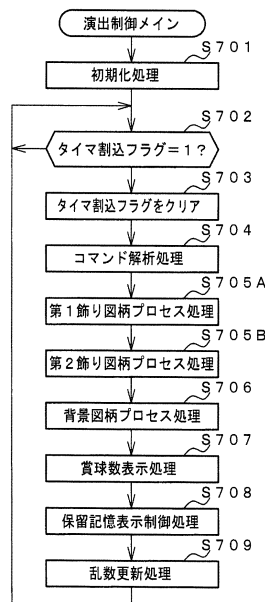 演出制御メイン
S701
初期化処理
S702
タイマ割込フラグ=1?
S703
タイマ割込フラグをクリア
S704
コマンド解析処理
S705A
第1飾り図柄プロセス処理
S705B
第2飾り図柄プロセス処理
S706
背景図柄プロセス処理
S707
賞球数表示処理
S708
保留記憶表示制御処理
S709
乱数更新処理